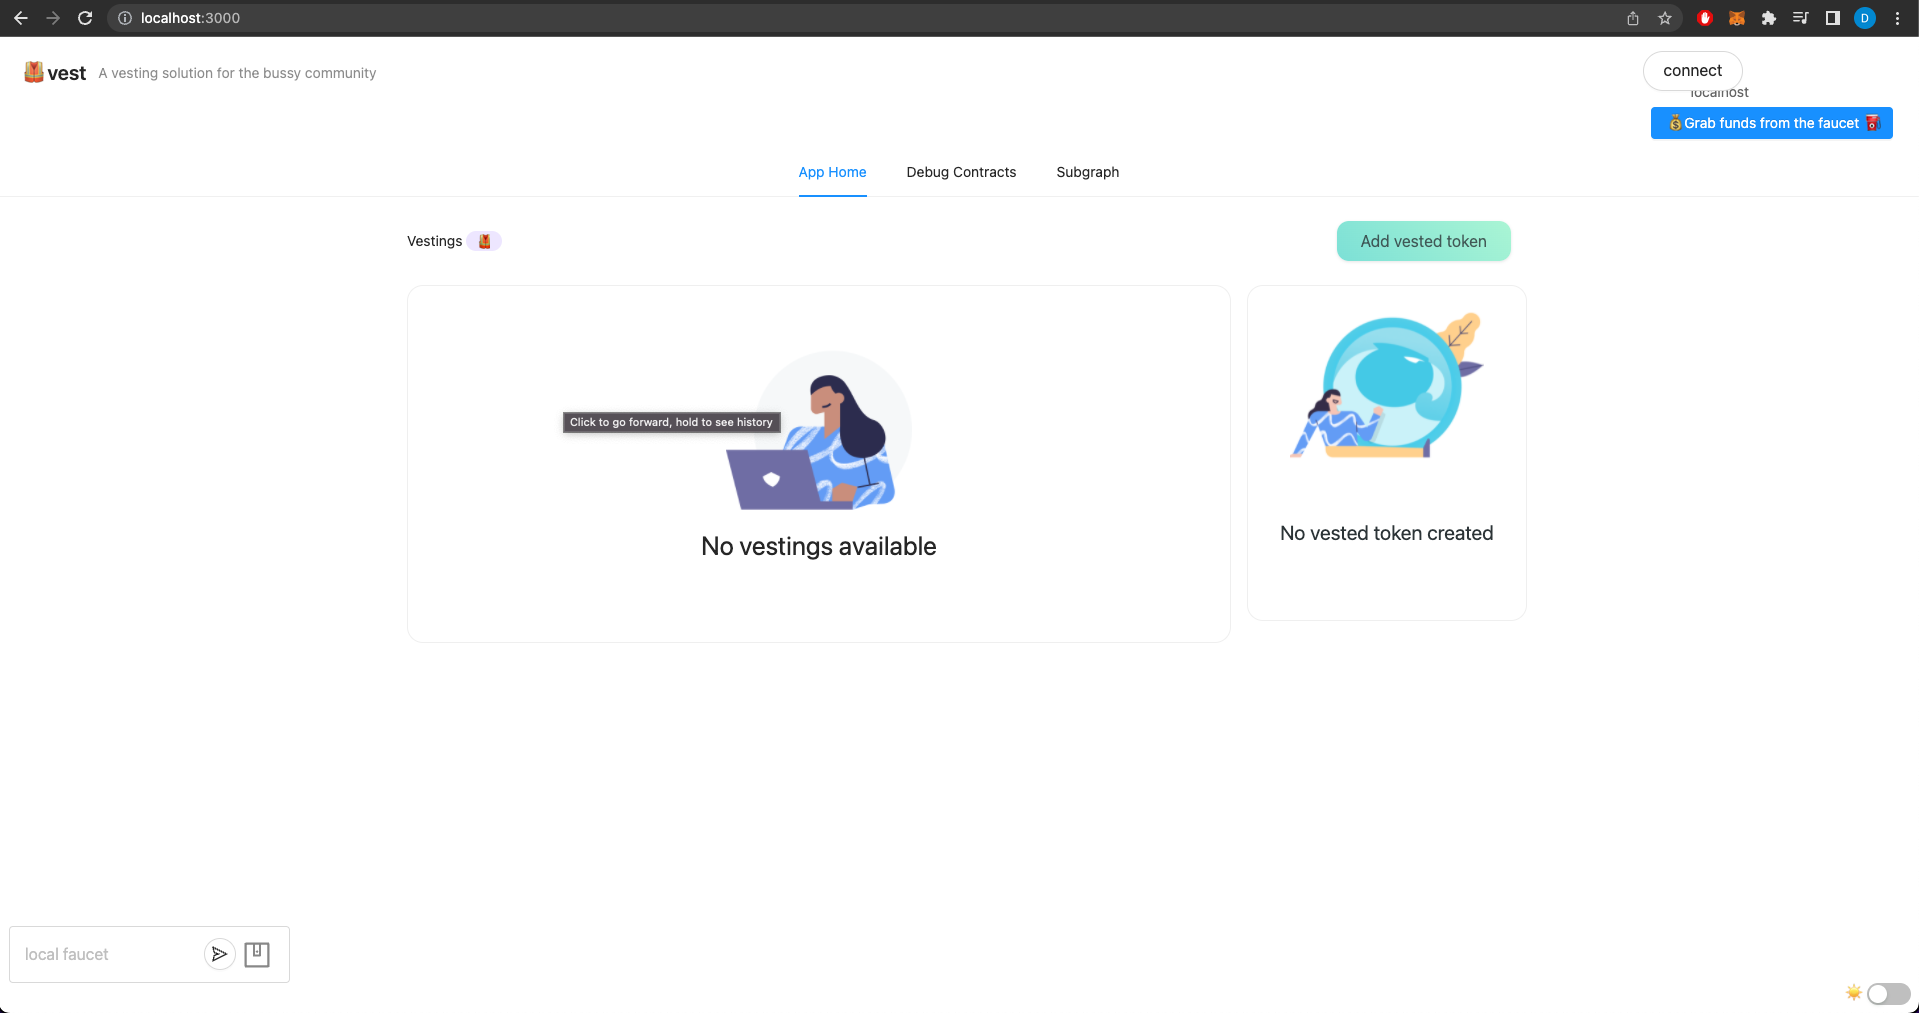 localhost:3000
D
vest A vesting solution for the bussy community
connect
localhost
Grab funds from the faucet
App Home Debug Contracts Subgraph
Vestings
Add vested token
Click to go forward, hold to see history
No vestings available
No vested token created
local faucet